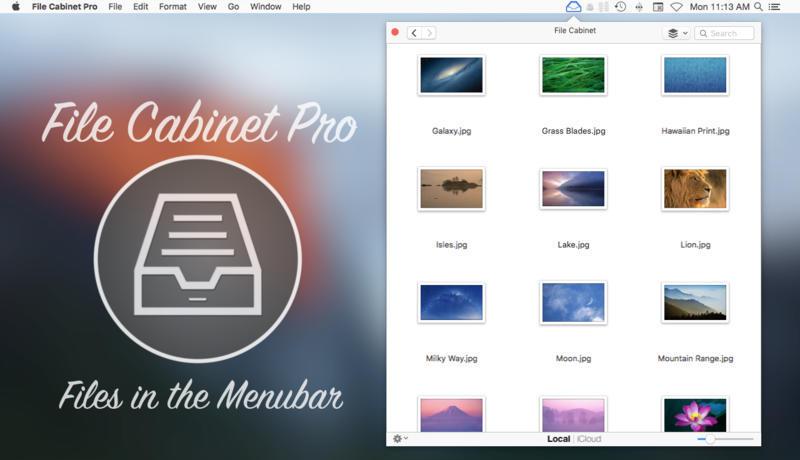 File Cabinet Pro File Edit Format View Go Window Help Mon 11:13 AM
File Cabinet
Search
File Cabinet Pro
Files in the Menubar
Galaxy.jpg Grass Blades.jpg Hawaiian Print.jpg
Isles.jpg Lake.jpg Lion.jpg
Milky Way.jpg Moon.jpg Mountain Range.jpg
Local | iCloud